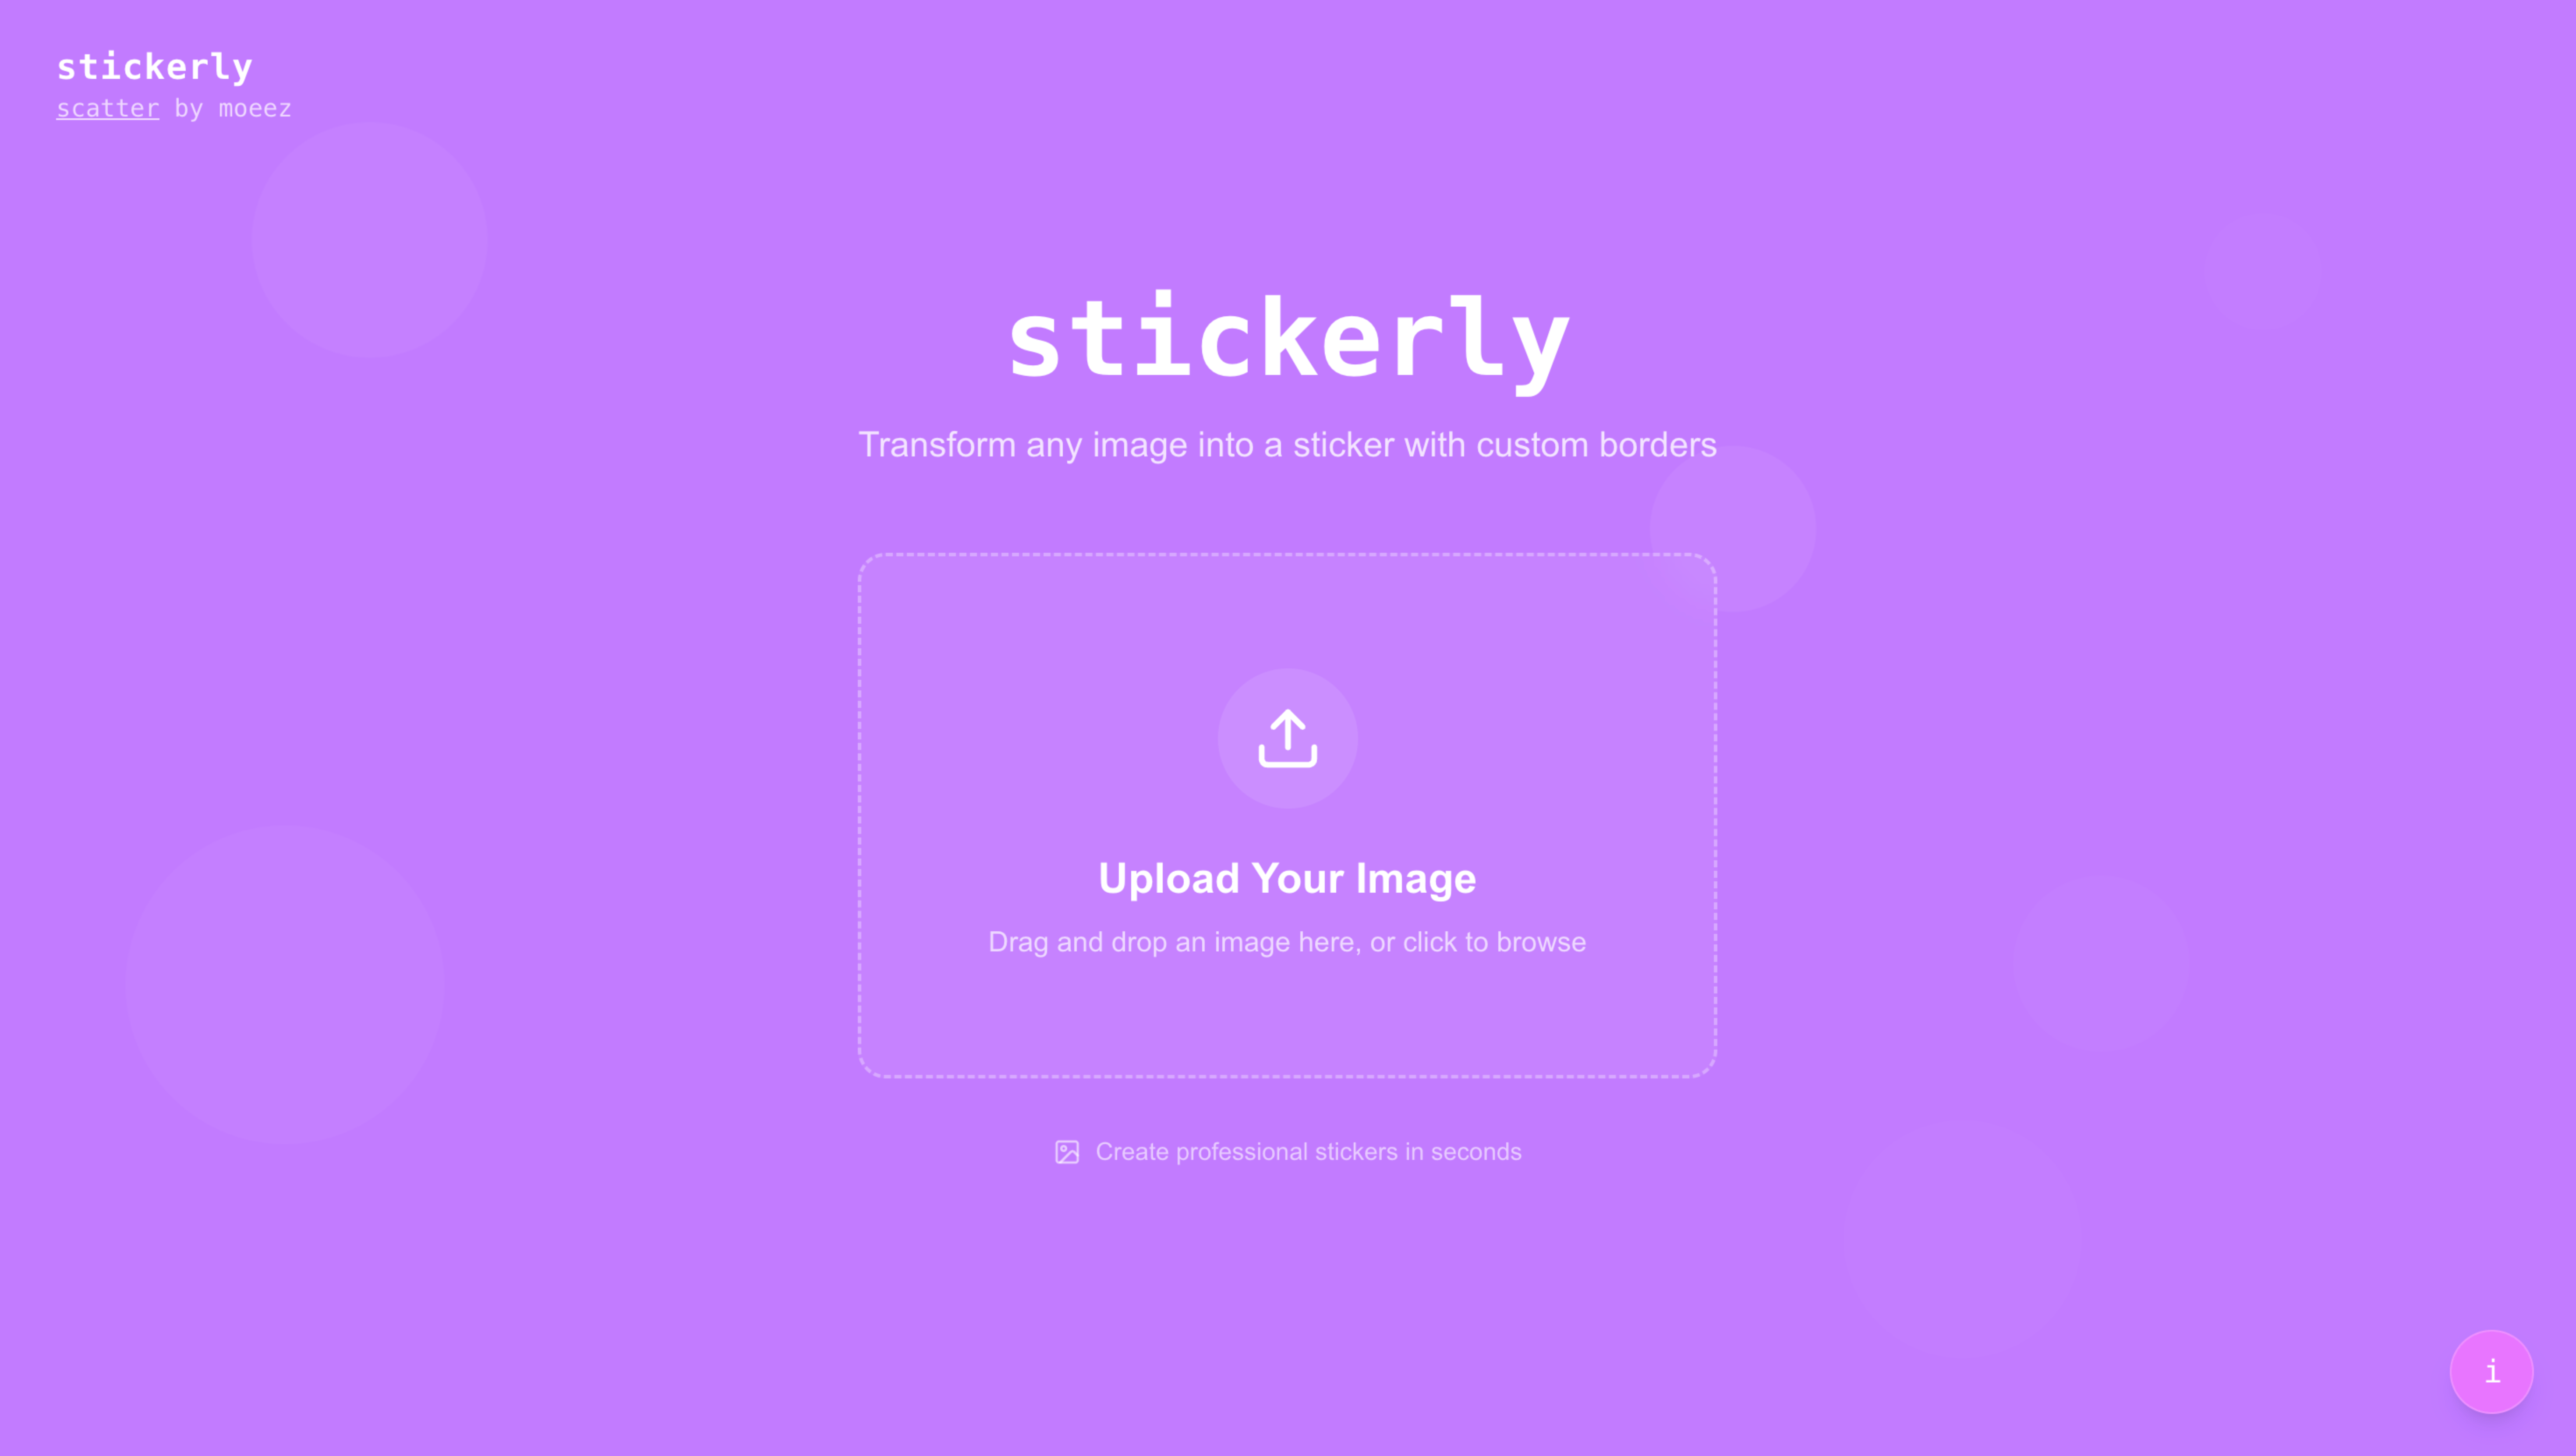 stickerly
scatter by moeez
stickerly
Transform any image into a sticker with custom borders
Upload Your Image
Drag and drop an image here, or click to browse
Create professional stickers in seconds
i